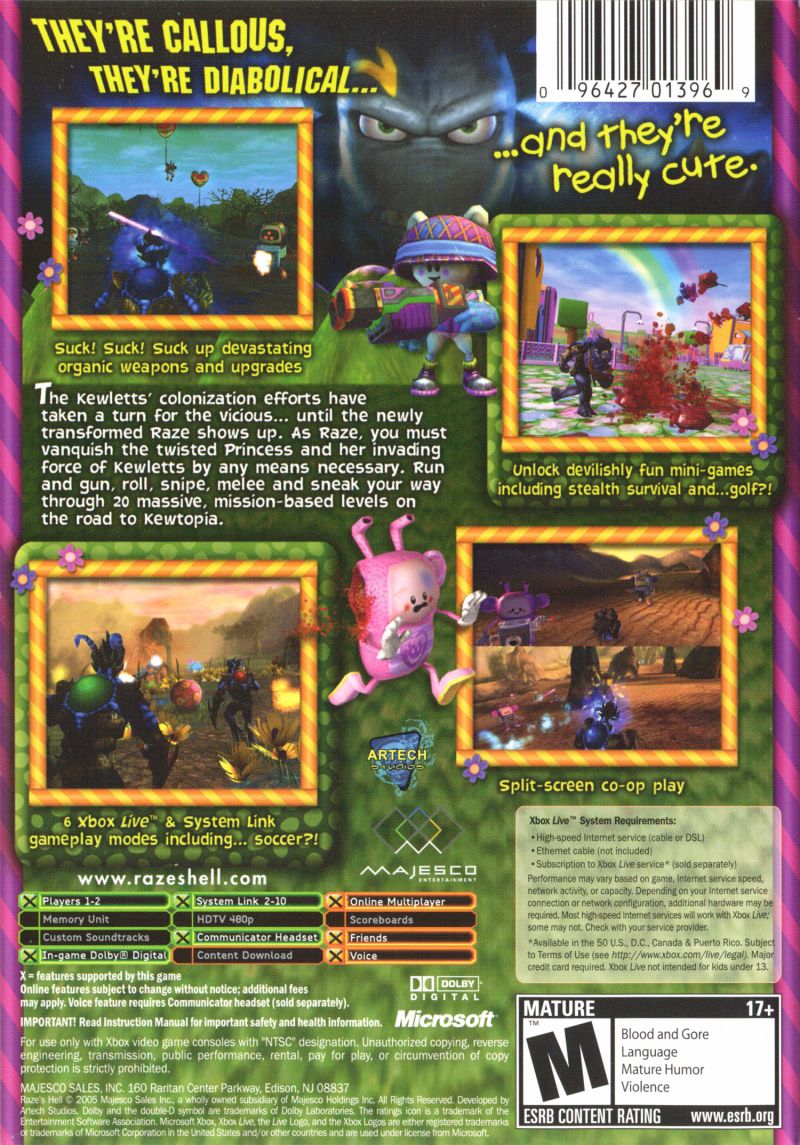 THEY'RE CALLOUS,
THEY'RE DIABOLICAL...
0 96427 01396 9
...and they're
really cute.
Suck! Suck! Suck up devastating
organic weapons and upgrades
The Kewletts' colonization efforts have
taken a turn for the vicious... until the newly
transformed Raze shows up. As Raze, you must
vanquish the twisted Princess and her invading
force of Kewletts by any means necessary. Run
and gun, roll, snipe, melee and sneak your way
through 20 massive, mission-based levels on
the road to Kewtopia.
Unlock devilishly fun mini-games
including stealth survival and...golf?!
6 Xbox Live™ & System Link
gameplay modes including... soccer?!
Split-screen co-op play
ARTECH
studios
MAJESCO
ENTERTAINMENT
www.razeshell.com
Xbox Live™ System Requirements:
• High-speed Internet service (cable or DSL)
• Ethernet cable (not included)
• Subscription to Xbox Live service* (sold separately)
Performance may vary based on game, Internet service speed,
network activity, or capacity. Depending on your Internet service
connection or network configuration, additional hardware may be
required. Most high-speed Internet services will work with Xbox Live;
some may not. Check with your service provider.
*Available in the 50 U.S., D.C., Canada & Puerto Rico. Subject
to Terms of Use (see http://www.xbox.com/live/legal). Major
credit card required. Xbox Live not intended for kids under 13.
X Players 1-2
X System Link 2-10
X Online Multiplayer
Memory Unit
HDTV 480p
Scoreboards
Custom Soundtracks
X Communicator Headset
X Friends
X In-game Dolby® Digital
Content Download
X Voice
X = features supported by this game
Online features subject to change without notice; additional fees
may apply. Voice feature requires Communicator headset (sold separately).
DOLBY
DIGITAL
IMPORTANT! Read Instruction Manual for important safety and health information.
Microsoft®
For use only with Xbox video game consoles with "NTSC" designation. Unauthorized copying, reverse
engineering, transmission, public performance, rental, pay for play, or circumvention of copy
protection is strictly prohibited.
MAJESCO SALES, INC. 160 Raritan Center Parkway, Edison, NJ 08837
Raze's Hell © 2005 Majesco Sales Inc., a wholly owned subsidiary of Majesco Holdings Inc. All Rights Reserved. Developed by
Artech Studios. Dolby and the double-D symbol are trademarks of Dolby Laboratories. The ratings icon is a trademark of the
Entertainment Software Association. Microsoft, Xbox, Xbox Live, the Live Logo, and the Xbox Logos are either registered trademarks
or trademarks of Microsoft Corporation in the United States and/or other countries and are used under license from Microsoft.
MATURE 17+
TM
M
Blood and Gore
Language
Mature Humor
Violence
ESRB CONTENT RATING www.esrb.org